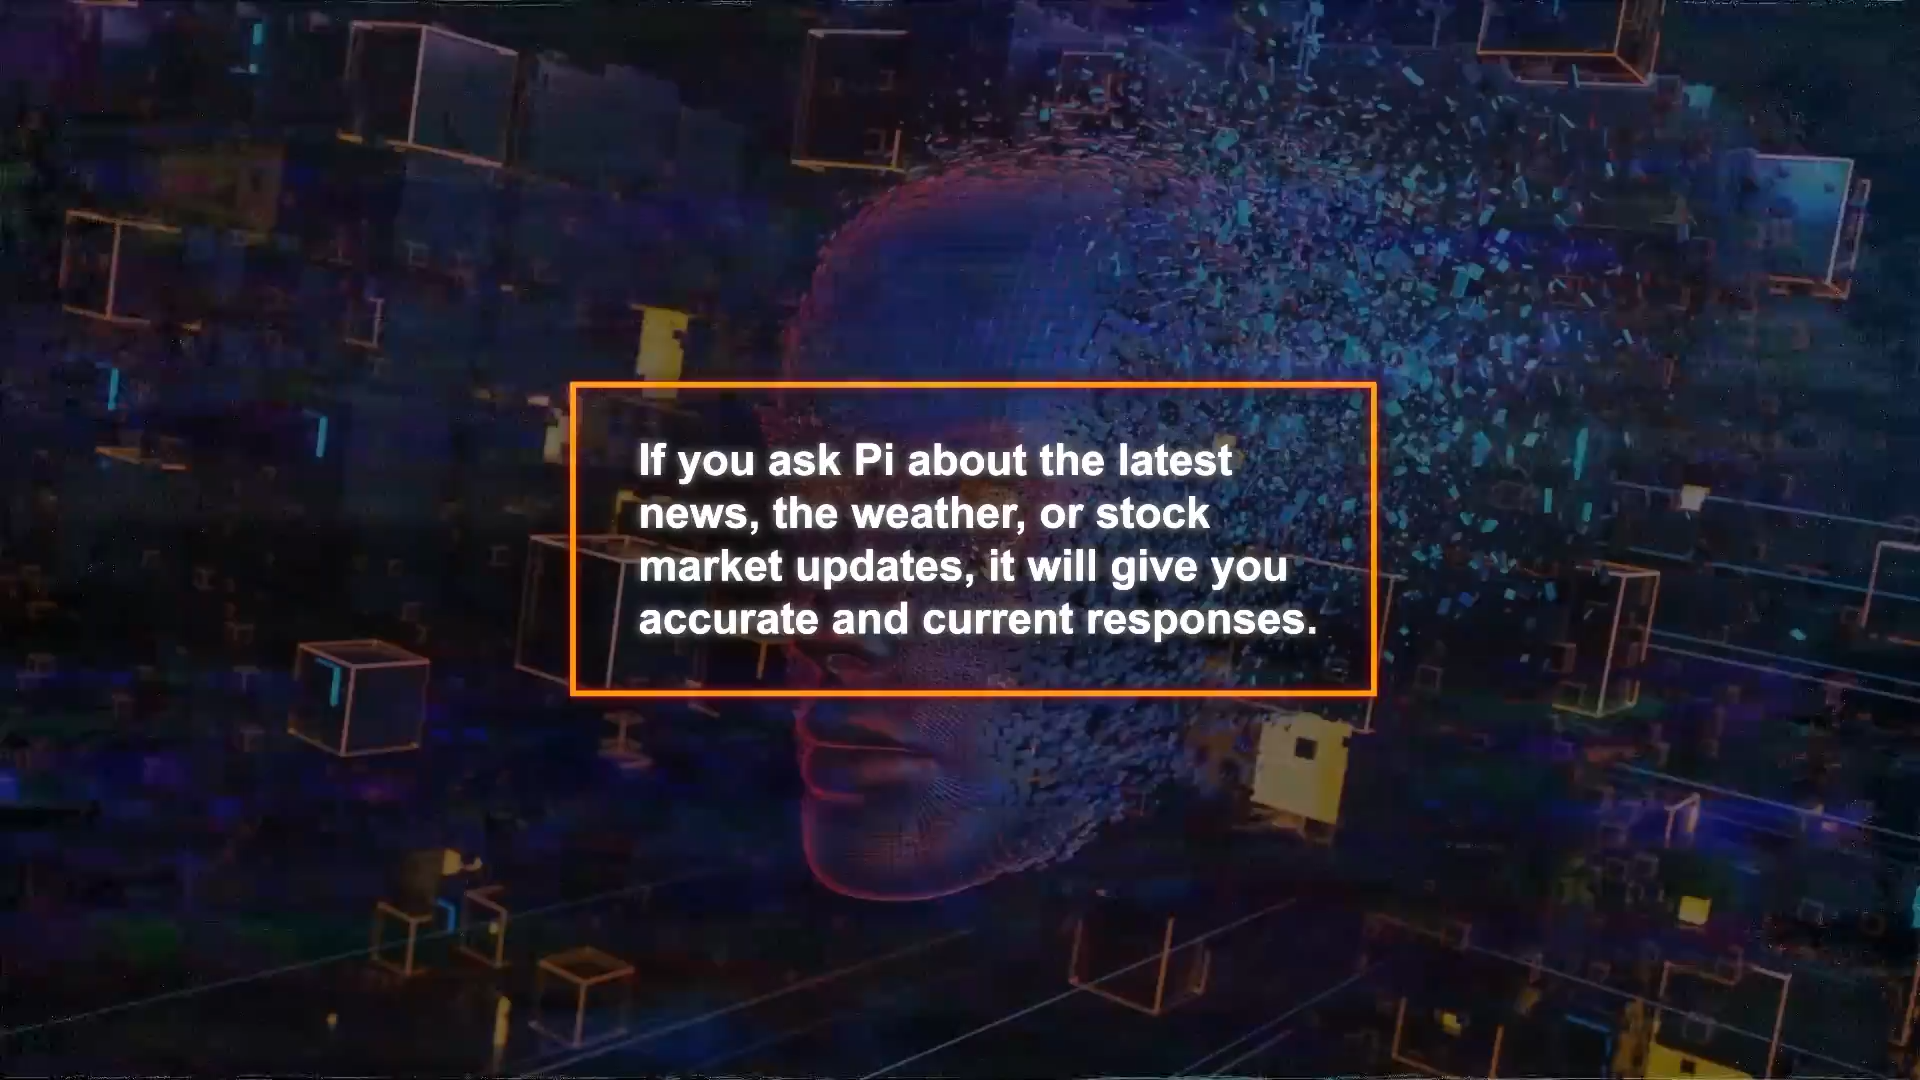 If you ask Pi about the latest
news, the weather, or stock
market updates, it will give you
accurate and current responses.